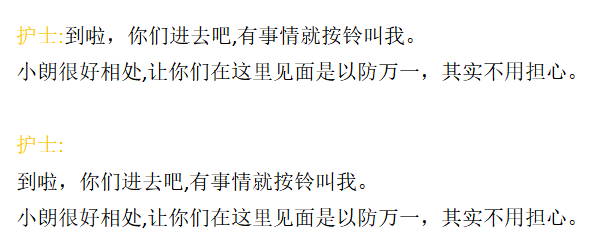 护士:到啦，你们进去吧,有事情就按铃叫我。
小朗很好相处,让你们在这里见面是以防万一，其实不用担心。
护士:
到啦，你们进去吧,有事情就按铃叫我。
小朗很好相处,让你们在这里见面是以防万一，其实不用担心。